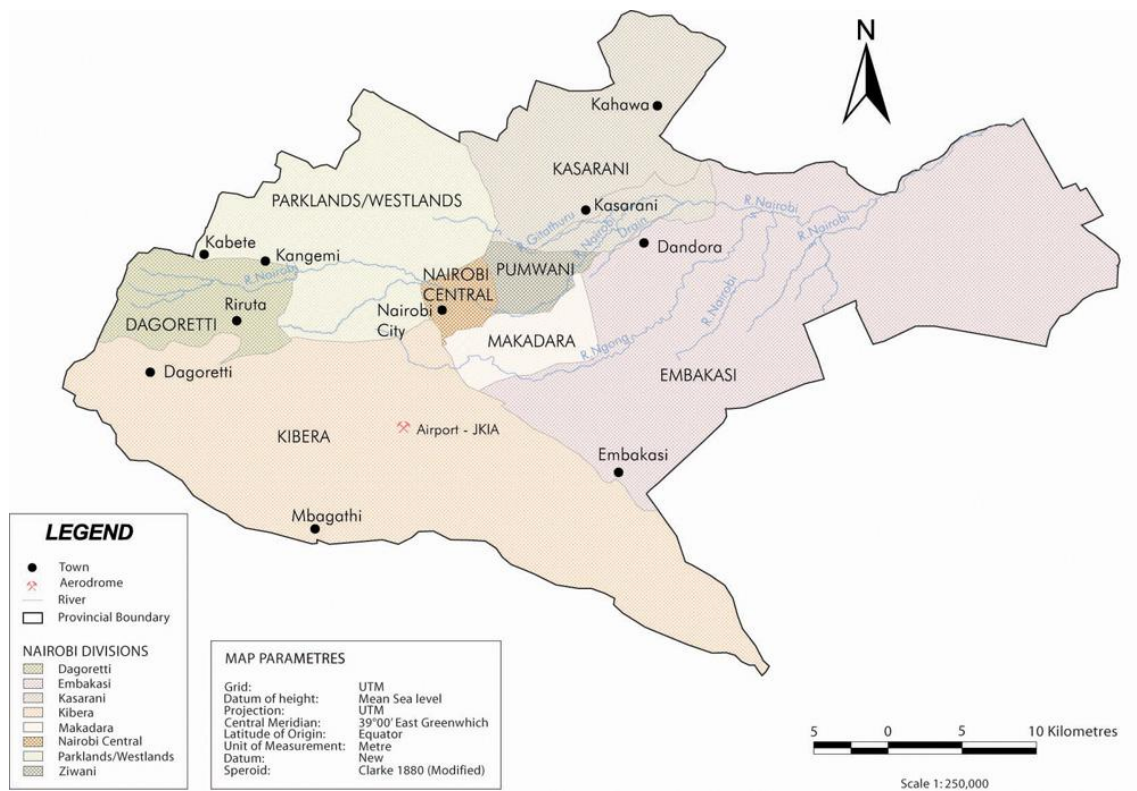 N
Kahawa
KASARANI
PARKLANDS/WESTLANDS
Kasarani
R.Gitathuru
R.Nairobi
Drain
R.Nairobi
R.Nairobi
Kabete
Kangemi
Dandora
R.Nairobi
NAIROBI
CENTRAL
PUMWANI
R.Nairobi
Riruta
Nairobi
City
DAGORETTI
MAKADARA
R.Ngong
Dagoretti
EMBAKASI
KIBERA
Airport - JKIA
Embakasi
Mbagathi
LEGEND
Town
Aerodrome
River
Provincial Boundary
NAIROBI DIVISIONS
Dagoretti
Embakasi
Kasarani
Kibera
Makadara
Nairobi Central
Parklands/Westlands
Ziwani
MAP PARAMETRES
Grid: UTM
Datum of height: Mean Sea level
Projection: UTM
Central Meridian: 39°00' East Greenwhich
Latitude of Origin: Equator
Unit of Measurement: Metre
Datum: New
Speroid: Clarke 1880 (Modified)
5 0 5 10 Kilometres
Scale 1: 250,000